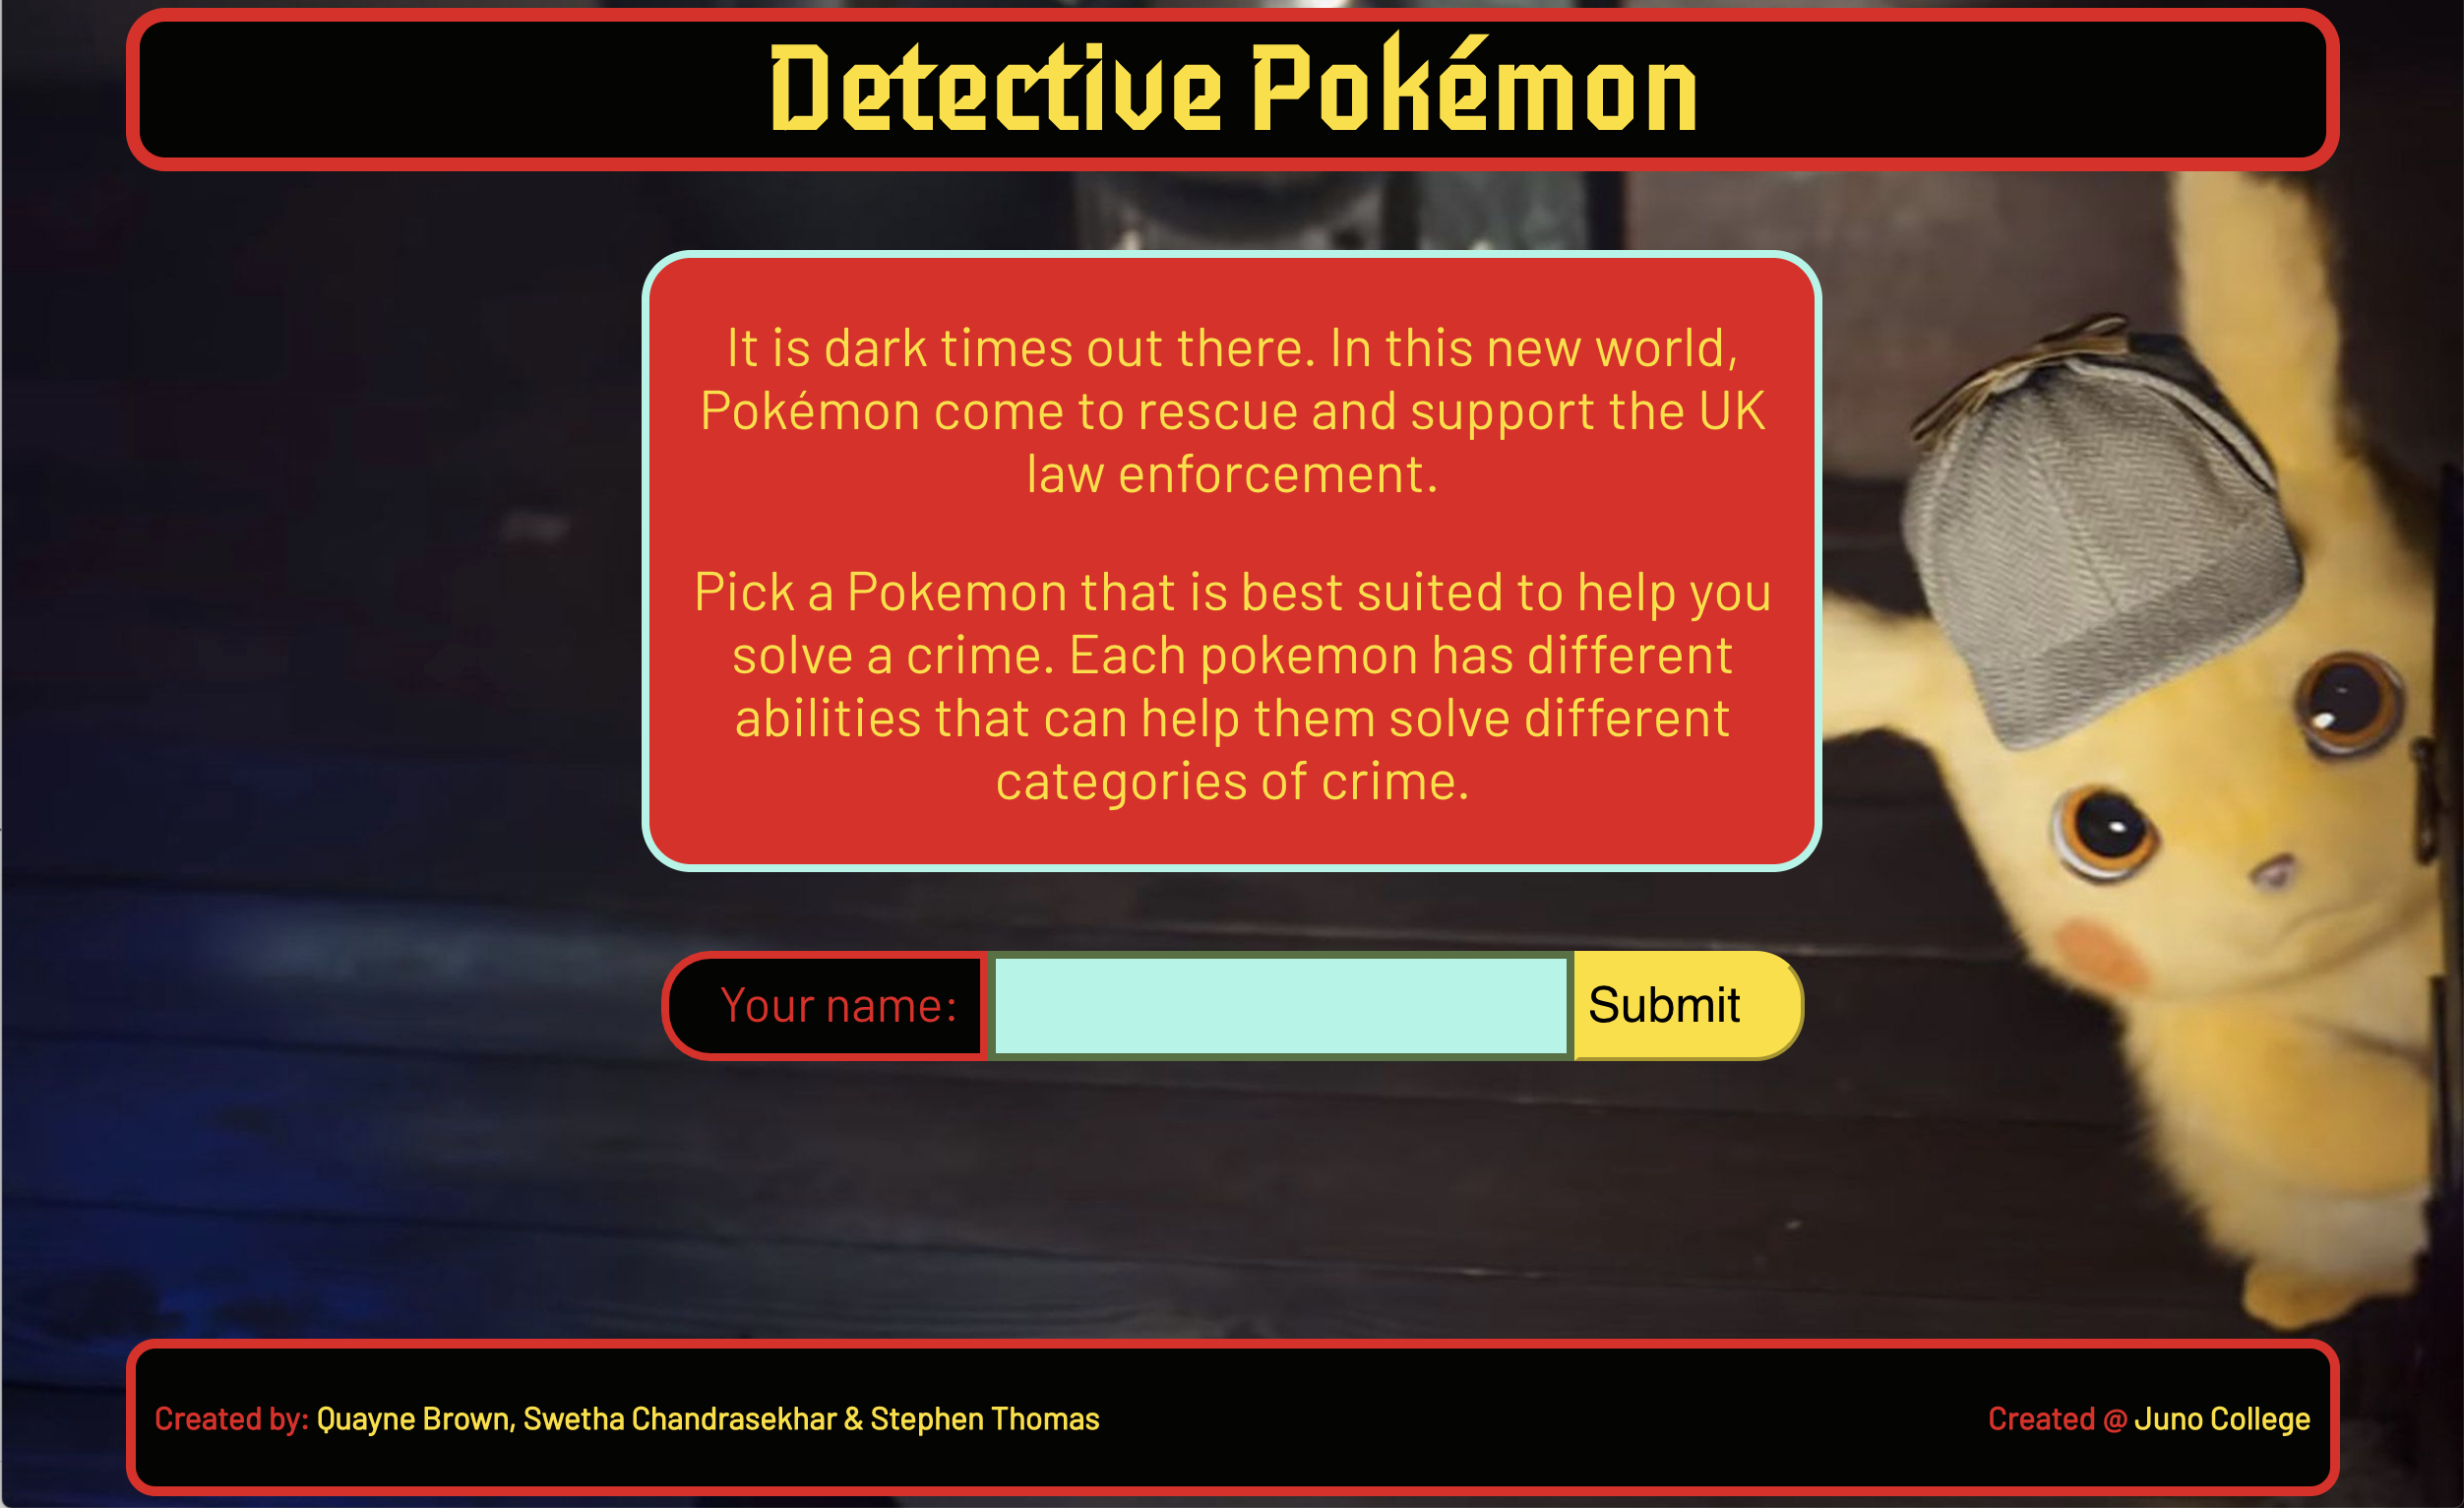 Detective Pokémon
It is dark times out there. In this new world,
Pokémon come to rescue and support the UK
law enforcement.
Pick a Pokemon that is best suited to help you
solve a crime. Each pokemon has different
abilities that can help them solve different
categories of crime.
Your name:
Submit
Created by: Quayne Brown, Swetha Chandrasekhar & Stephen Thomas
Created @ Juno College